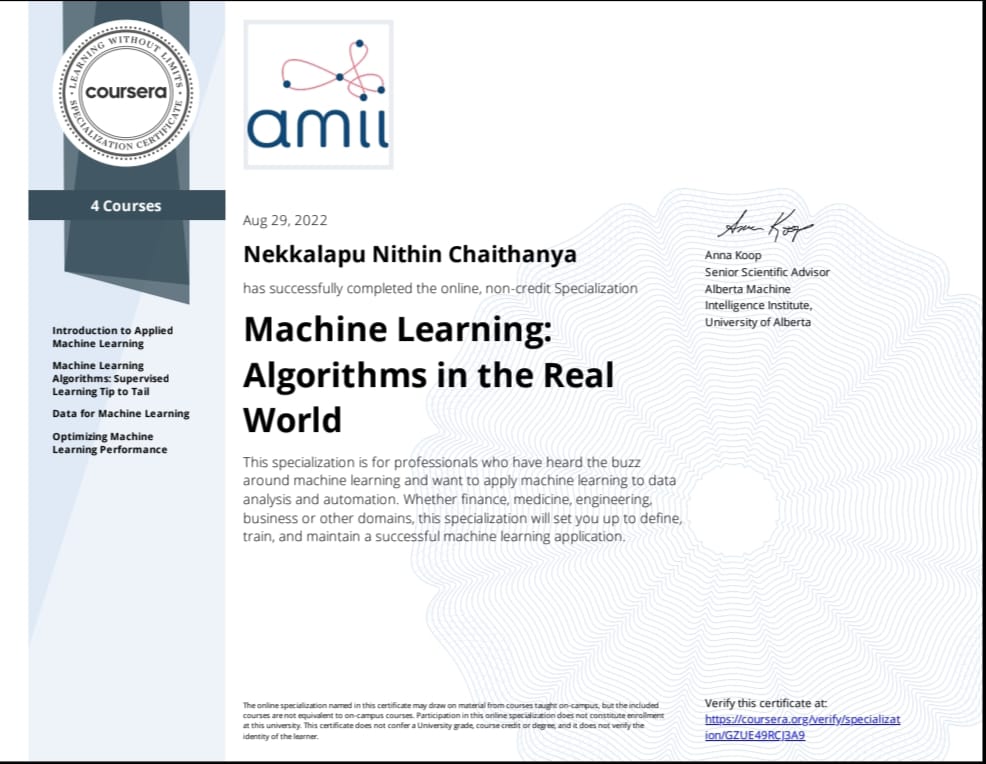 LEARNING WITHOUT LIMITS
coursera
SPECIALIZATION CERTIFICATE
amii
4 Courses
Introduction to Applied
Machine Learning
Machine Learning
Algorithms: Supervised
Learning Tip to Tail
Data for Machine Learning
Optimizing Machine
Learning Performance
Aug 29, 2022
Nekkalapu Nithin Chaithanya
has successfully completed the online, non-credit Specialization
Machine Learning:
Algorithms in the Real
World
This specialization is for professionals who have heard the buzz
around machine learning and want to apply machine learning to data
analysis and automation. Whether finance, medicine, engineering,
business or other domains, this specialization will set you up to define,
train, and maintain a successful machine learning application.
Anna Koop
Anna Koop
Senior Scientific Advisor
Alberta Machine
Intelligence Institute,
University of Alberta
The online specialization named in this certificate may draw on material from courses taught on-campus, but the included
courses are not equivalent to on-campus courses. Participation in this online specialization does not constitute enrollment
at this university. This certificate does not confer a University grade, course credit or degree, and it does not verify the
identity of the learner.
Verify this certificate at:
https://coursera.org/verify/specializat
ion/GZUE49RCJ3A9